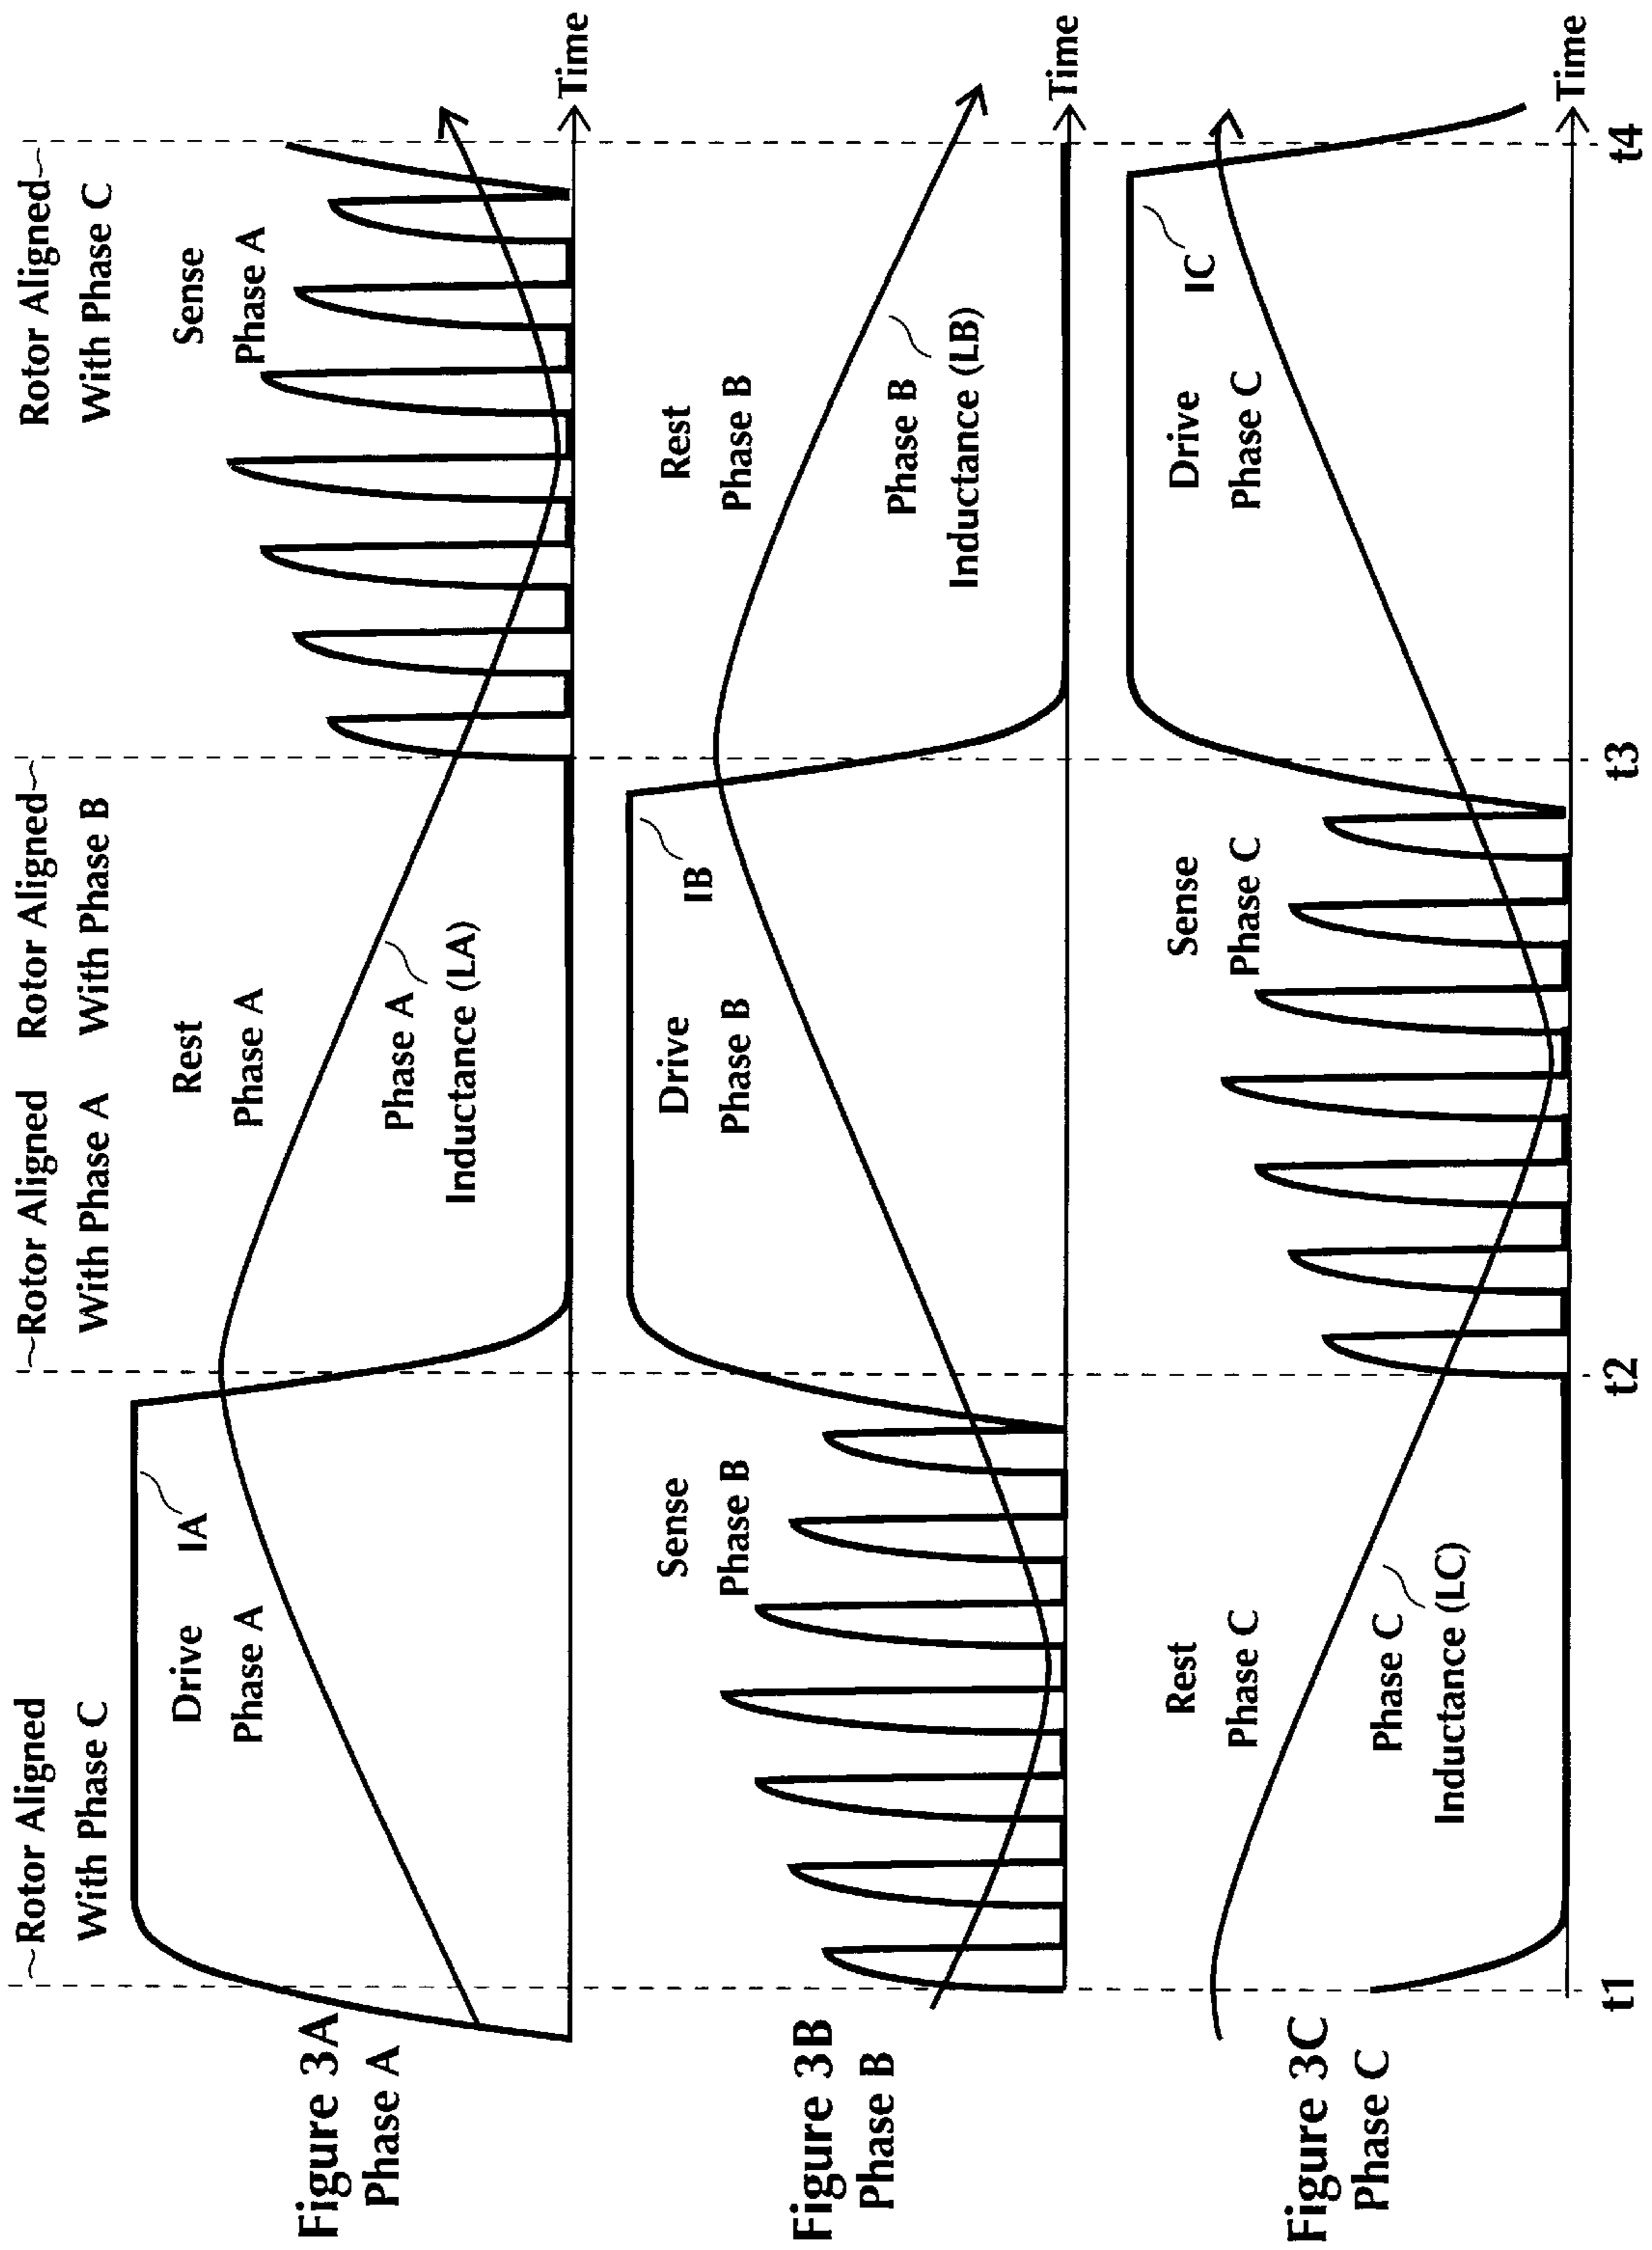 ~Rotor Aligned
With Phase C
~Rotor Aligned
With Phase A
Rotor Aligned~
With Phase B
Rotor Aligned~
With Phase C
Figure 3A
Phase A
Drive
Phase A
IA
Rest
Phase A
Phase A
Inductance (LA)
Sense
Phase A
Time
Figure 3B
Phase B
Sense
Phase B
Drive
Phase B
IB
Rest
Phase B
Phase B
Inductance (LB)
Time
Figure 3C
Phase C
Rest
Phase C
Phase C
Inductance (LC)
Sense
Phase C
Drive
Phase C
IC
Time
t1
t2
t3
t4